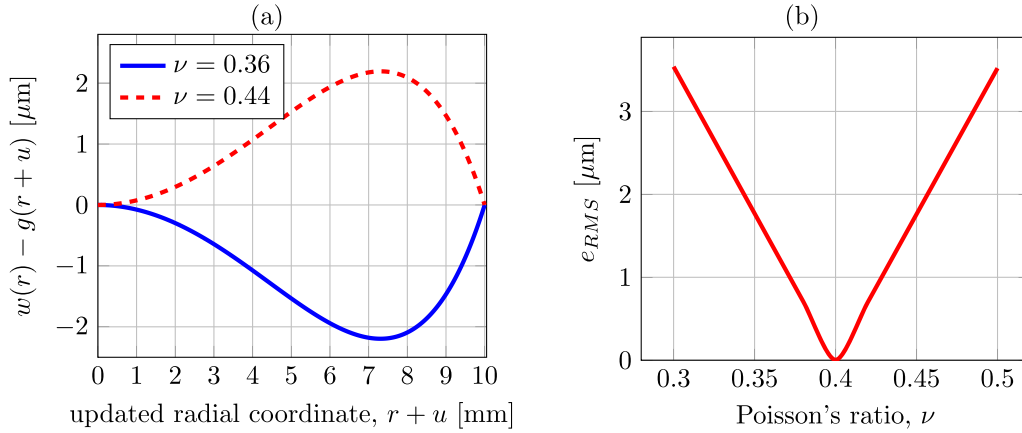 (a)
w(r) − g(r + u) [μm]
2
1
0
−1
−2
ν = 0.36
ν = 0.44
0 1 2 3 4 5 6 7 8 9 10
updated radial coordinate, r + u [mm]
(b)
e_{RMS} [μm]
3
2
1
0
0.3 0.35 0.4 0.45 0.5
Poisson's ratio, ν